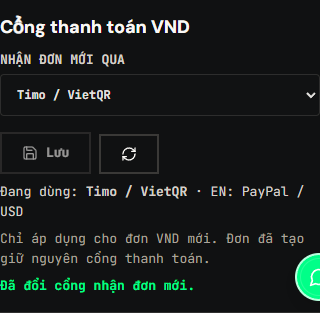 Cổng thanh toán VND
NHẬN ĐƠN MỚI QUA
Timo / VietQR
Lưu
Đang dùng: Timo / VietQR · EN: PayPal /
USD
Chỉ áp dụng cho đơn VND mới. Đơn đã tạo
giữ nguyên cổng thanh toán.
Đã đổi cổng nhận đơn mới.